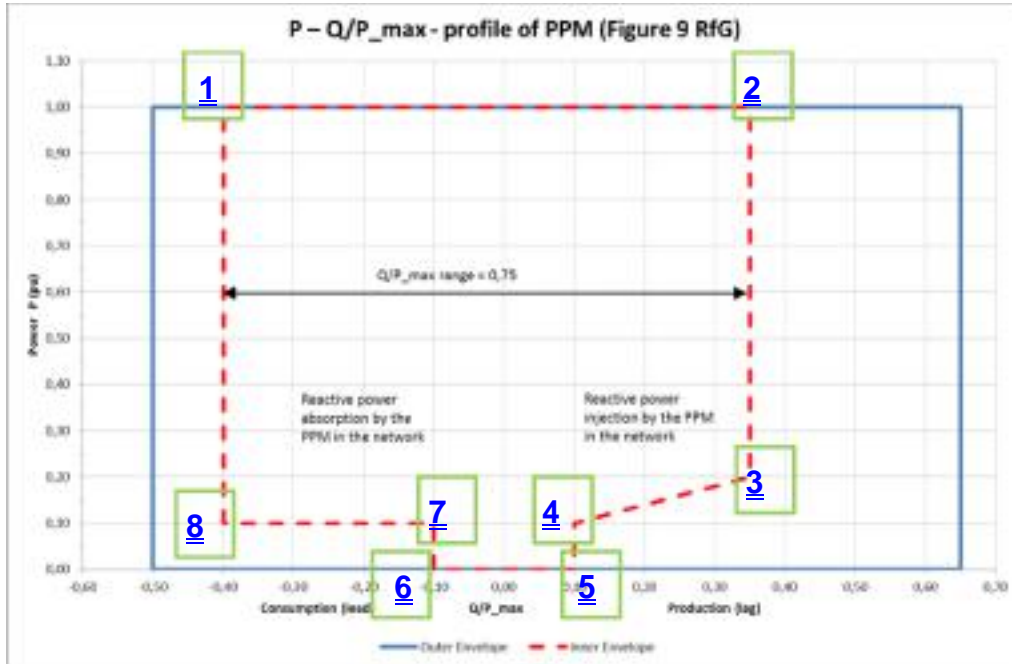 P – Q/P_max - profile of PPM (Figure 9 RfG)
1,10
1
2
1,00
0,90
0,80
0,70
Q/P_max range = 0,75
0,60
Power P (pu)
0,50
0,40
Reactive power
absorption by the
PPM in the network
Reactive power
injection by the PPM
in the network
0,30
0,20
3
7
4
8
0,10
0,00
6
5
-0,60
-0,50
-0,40
-0,30
-0,20
0,00
0,20
0,30
0,40
0,50
0,60
0,70
Consumption (lead)
Q/P_max
Production (lag)
Outer Envelope
Inner Envelope